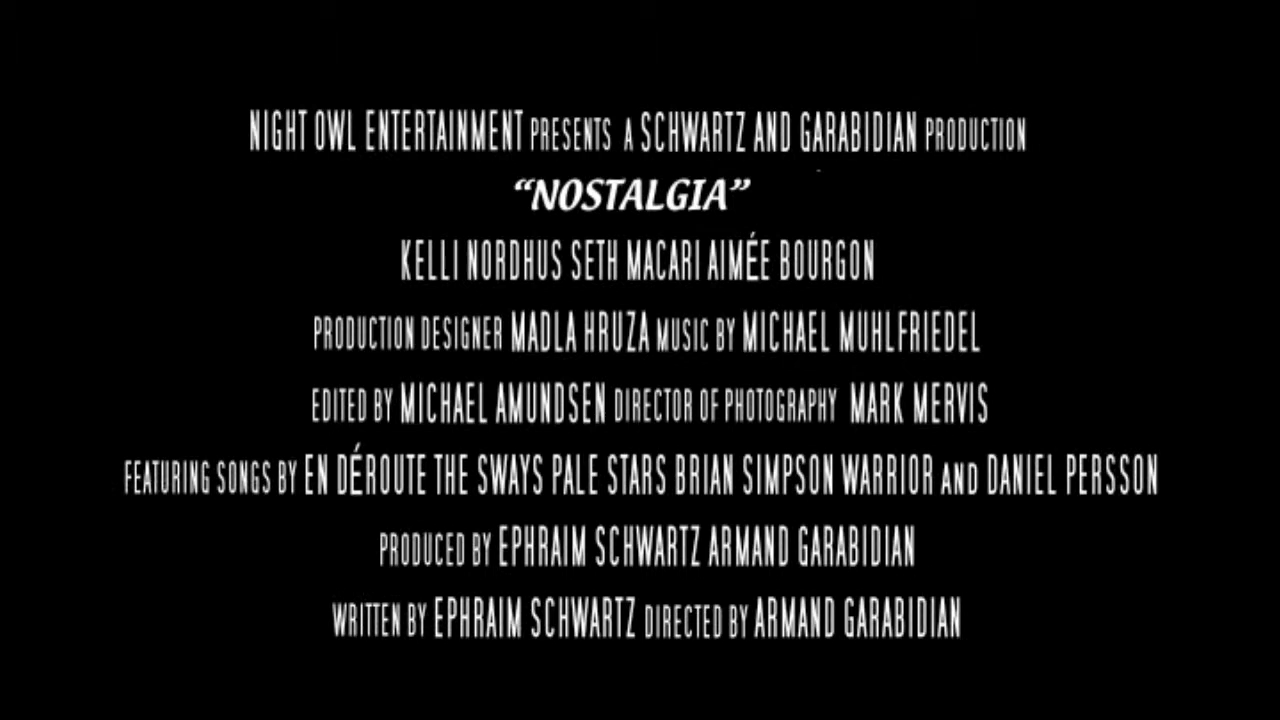 NIGHT OWL ENTERTAINMENT PRESENTS A SCHWARTZ AND GARABIDIAN PRODUCTION
“NOSTALGIA”
KELLI NORDHUS SETH MACARI AIMÉE BOURGON
PRODUCTION DESIGNER MADLA HRUZA MUSIC BY MICHAEL MUHLFRIEDEL
EDITED BY MICHAEL AMUNDSEN DIRECTOR OF PHOTOGRAPHY MARK MERVIS
FEATURING SONGS BY EN DÉROUTE THE SWAYS PALE STARS BRIAN SIMPSON WARRIOR AND DANIEL PERSSON
PRODUCED BY EPHRAIM SCHWARTZ ARMAND GARABIDIAN
WRITTEN BY EPHRAIM SCHWARTZ DIRECTED BY ARMAND GARABIDIAN